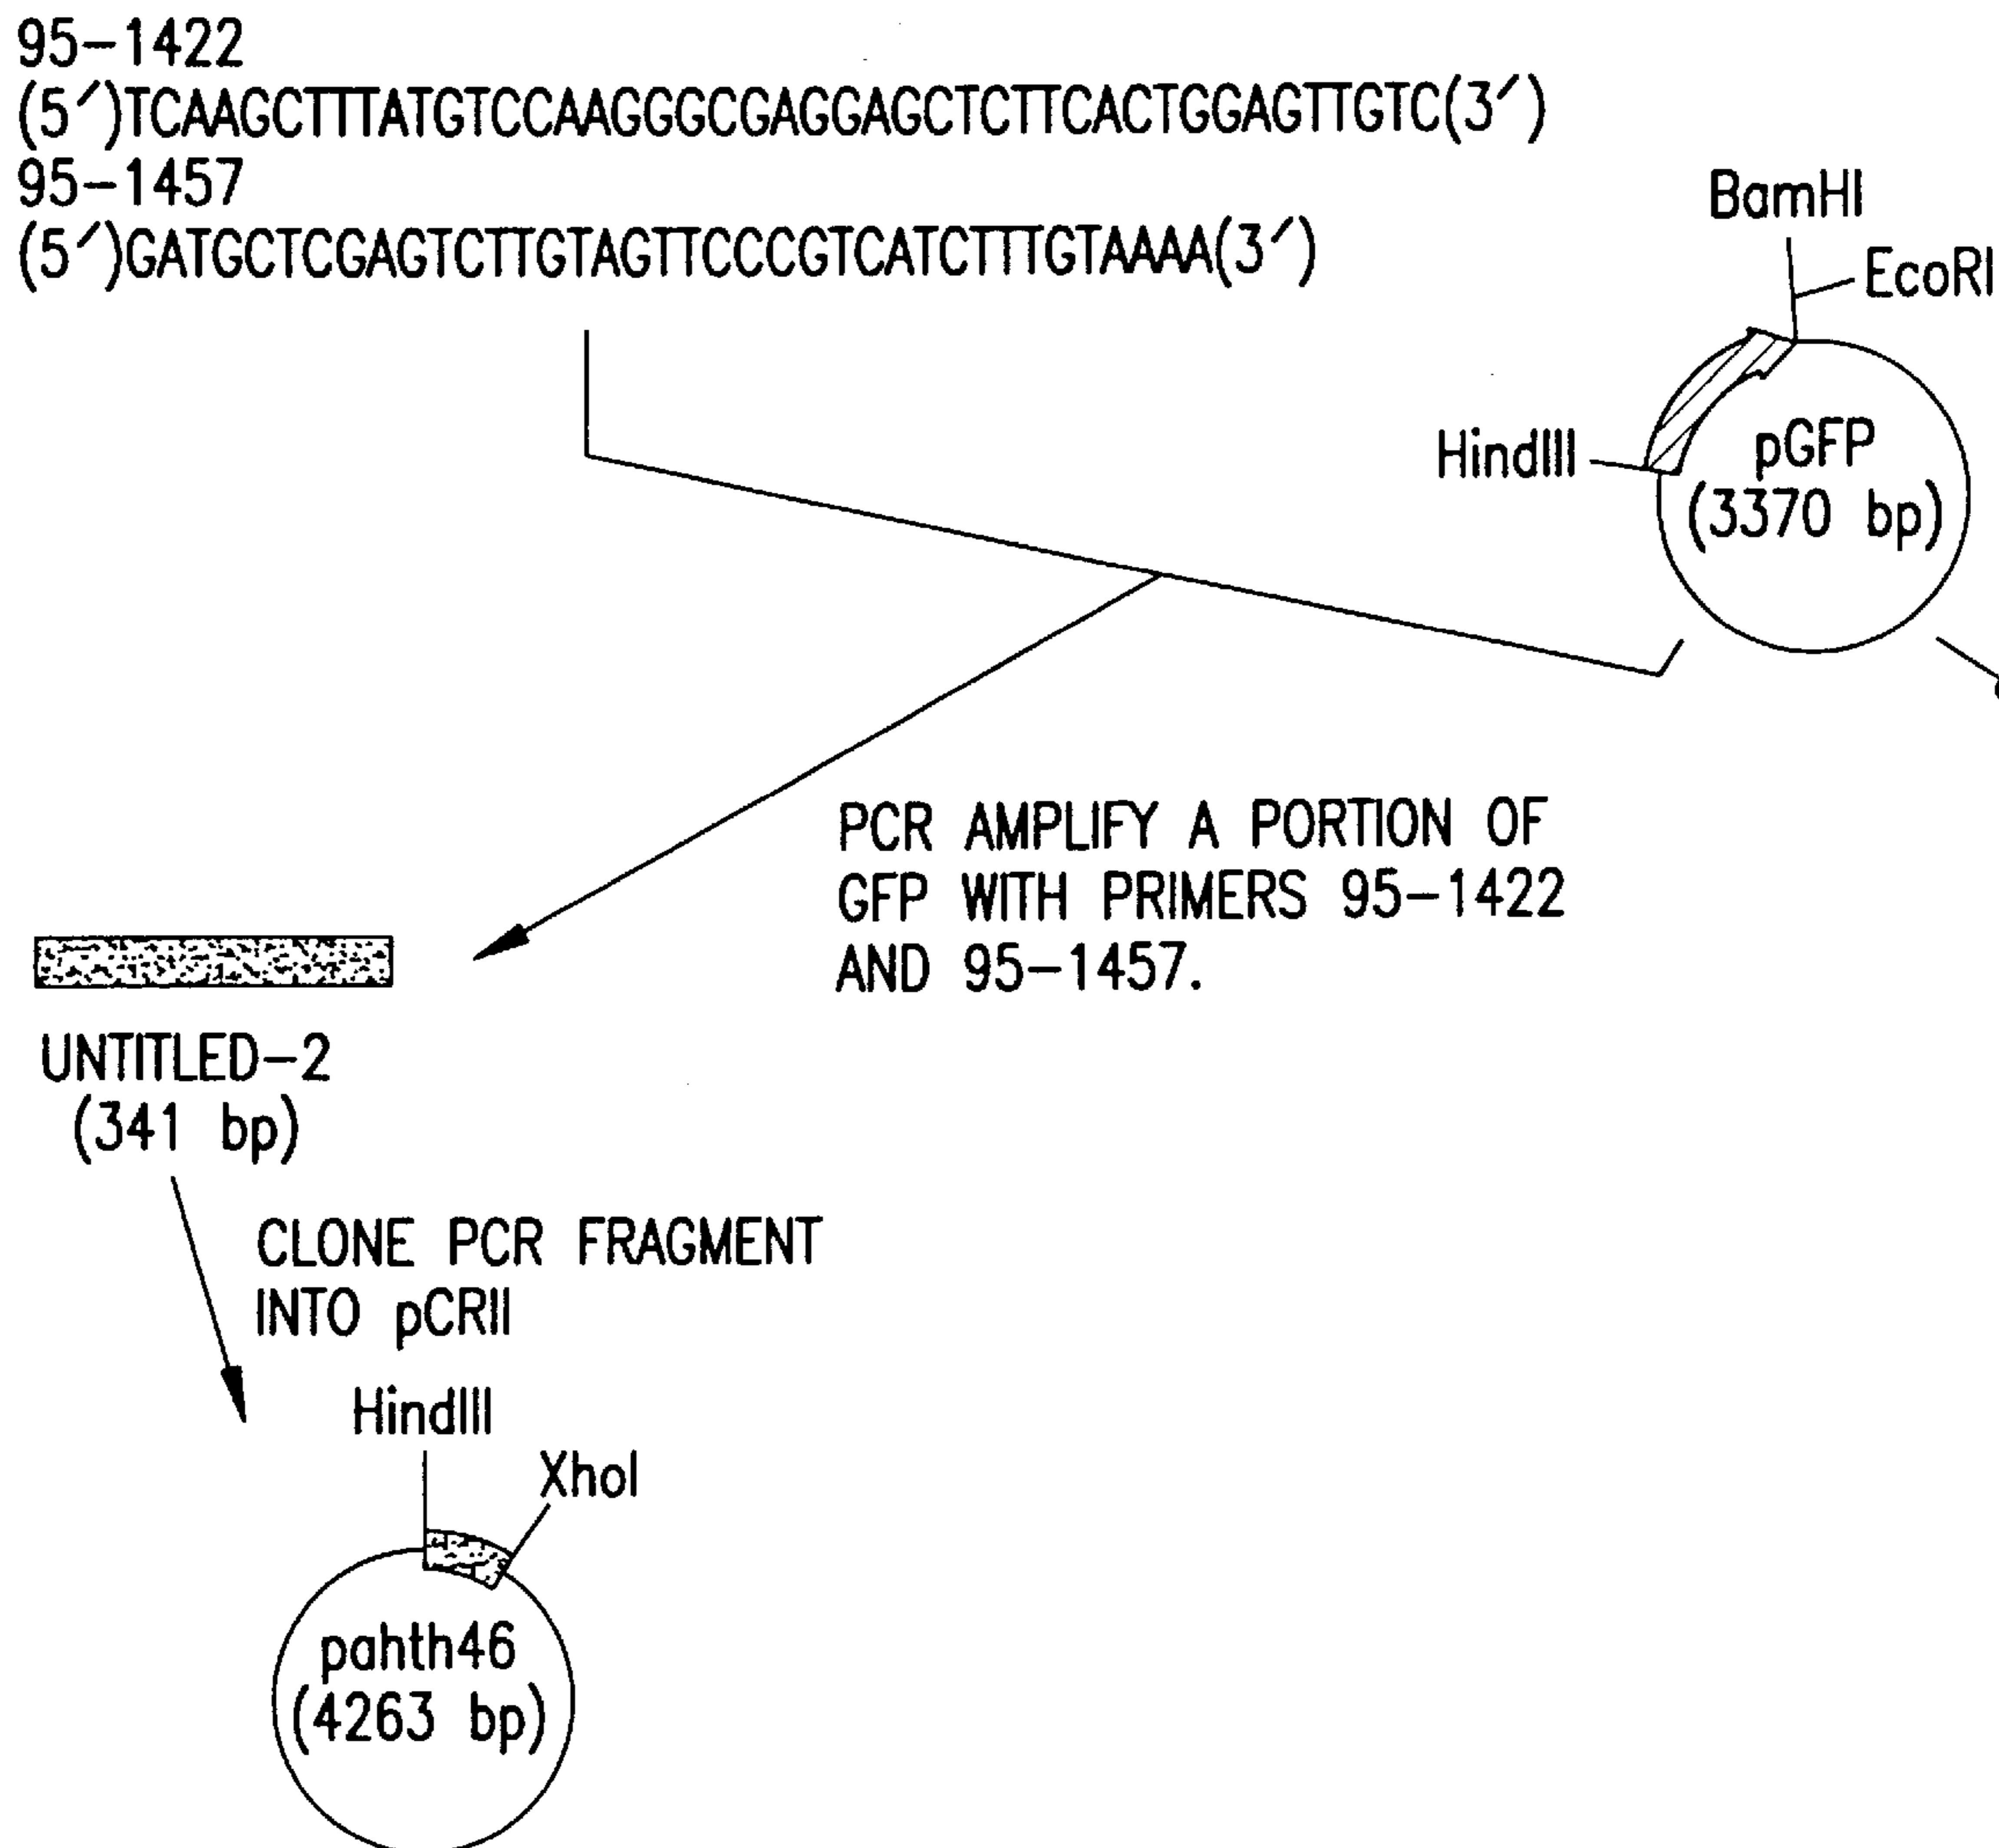 95-1422
(5′)TCAAGCTTTATGTCCAAGGGCGAGGAGCTCTTCACTGGAGTTGTC(3′)
95-1457
(5′)GATGCTCGAGTCTTGTAGTTCCCGTCATCTTTGTAAAA(3′)
BamHI
EcoRI
HindIII
pGFP
(3370 bp)
PCR AMPLIFY A PORTION OF
GFP WITH PRIMERS 95-1422
AND 95-1457.
UNTITLED-2
(341 bp)
CLONE PCR FRAGMENT
INTO pCRII
HindIII
XhoI
pahth46
(4263 bp)